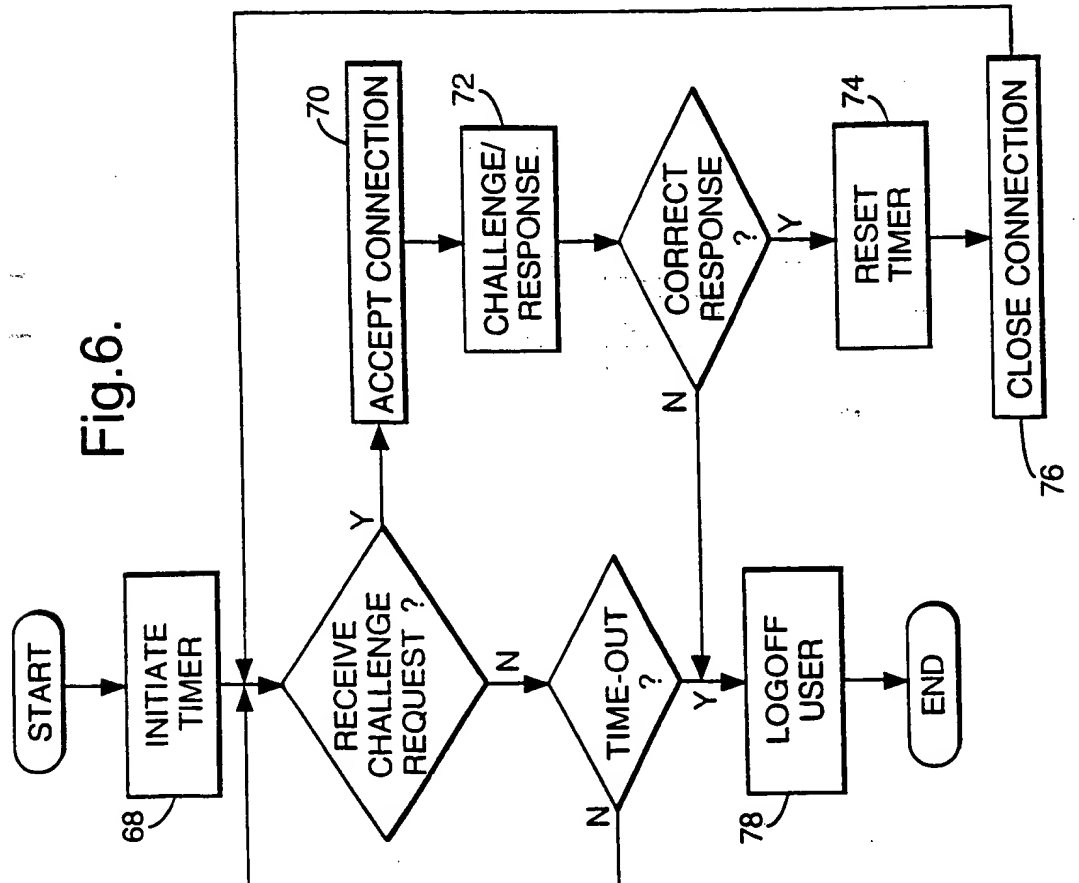 Fig.6.
START
INITIATE
TIMER
68
RECEIVE
CHALLENGE
REQUEST ?
Y
N
TIME-OUT
?
N
Y
LOGOFF
USER
78
END
70
ACCEPT CONNECTION
72
CHALLENGE/
RESPONSE
CORRECT
RESPONSE
?
N
Y
74
RESET
TIMER
CLOSE CONNECTION
76